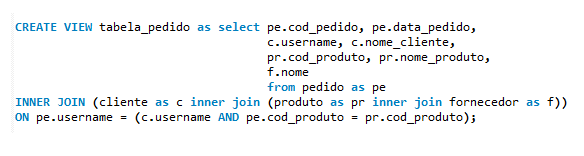 CREATE VIEW tabela_pedido as select pe.cod_pedido, pe.data_pedido,
c.username, c.nome_cliente,
pr.cod_produto, pr.nome_produto,
f.nome
from pedido as pe
INNER JOIN (cliente as c inner join (produto as pr inner join fornecedor as f))
ON pe.username = (c.username AND pe.cod_produto = pr.cod_produto);